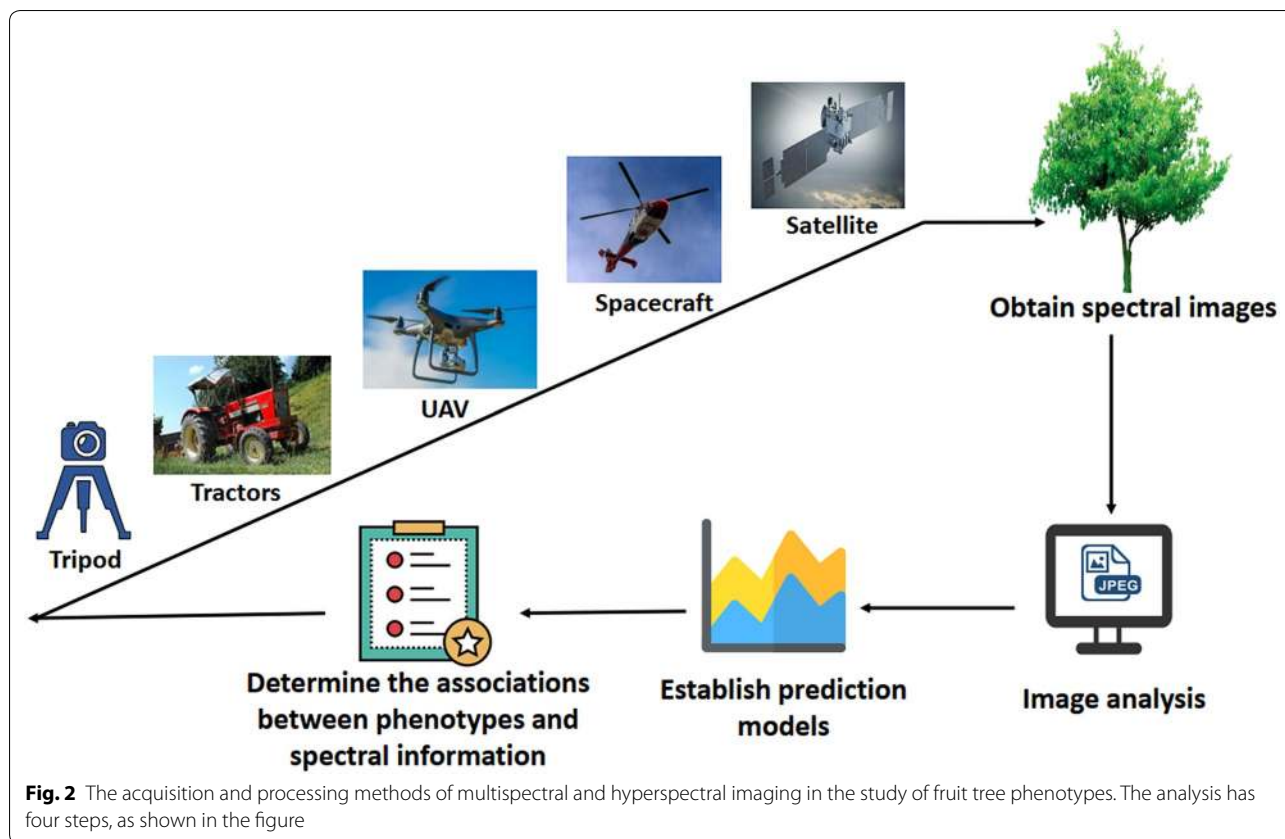 Satellite
Spacecraft
UAV
Tractors
Tripod
Obtain spectral images
JPEG
Image analysis
Establish prediction
models
Determine the associations
between phenotypes and
spectral information
Fig. 2 The acquisition and processing methods of multispectral and hyperspectral imaging in the study of fruit tree phenotypes. The analysis has
four steps, as shown in the figure